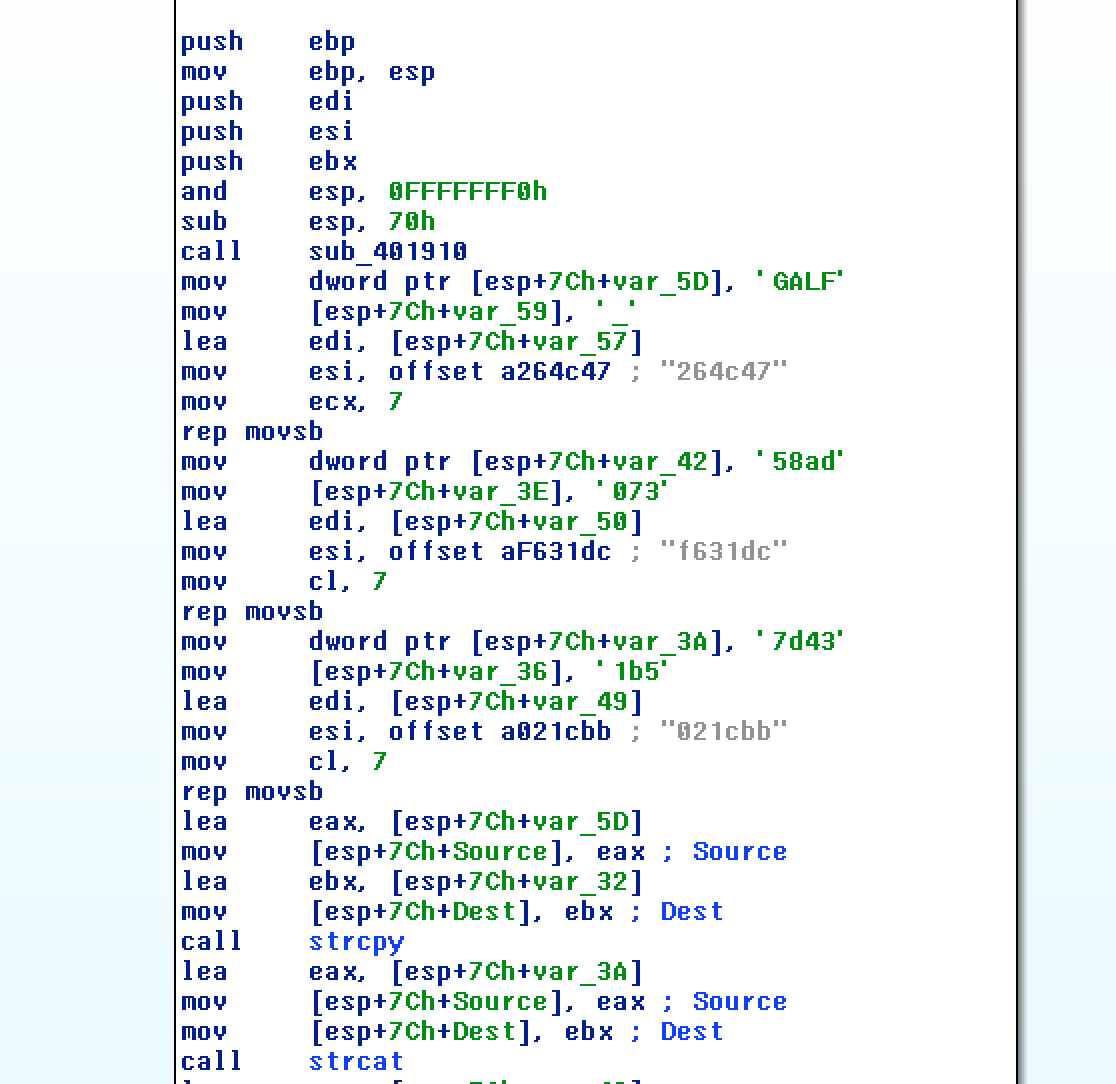 push ebp
mov ebp, esp
push edi
push esi
push ebx
and esp, 0FFFFFFF0h
sub esp, 70h
call sub_401910
mov dword ptr [esp+7Ch+var_5D], 'GALF'
mov [esp+7Ch+var_59], '_'
lea edi, [esp+7Ch+var_57]
mov esi, offset a264c47 ; "264c47"
mov ecx, 7
rep movsb
mov dword ptr [esp+7Ch+var_42], '58ad'
mov [esp+7Ch+var_3E], '073'
lea edi, [esp+7Ch+var_50]
mov esi, offset aF631dc ; "f631dc"
mov cl, 7
rep movsb
mov dword ptr [esp+7Ch+var_3A], '7d43'
mov [esp+7Ch+var_36], '1b5'
lea edi, [esp+7Ch+var_49]
mov esi, offset a021cbb ; "021cbb"
mov cl, 7
rep movsb
lea eax, [esp+7Ch+var_5D]
mov [esp+7Ch+Source], eax ; Source
lea ebx, [esp+7Ch+var_32]
mov [esp+7Ch+Dest], ebx ; Dest
call strcpy
lea eax, [esp+7Ch+var_3A]
mov [esp+7Ch+Source], eax ; Source
mov [esp+7Ch+Dest], ebx ; Dest
call strcat